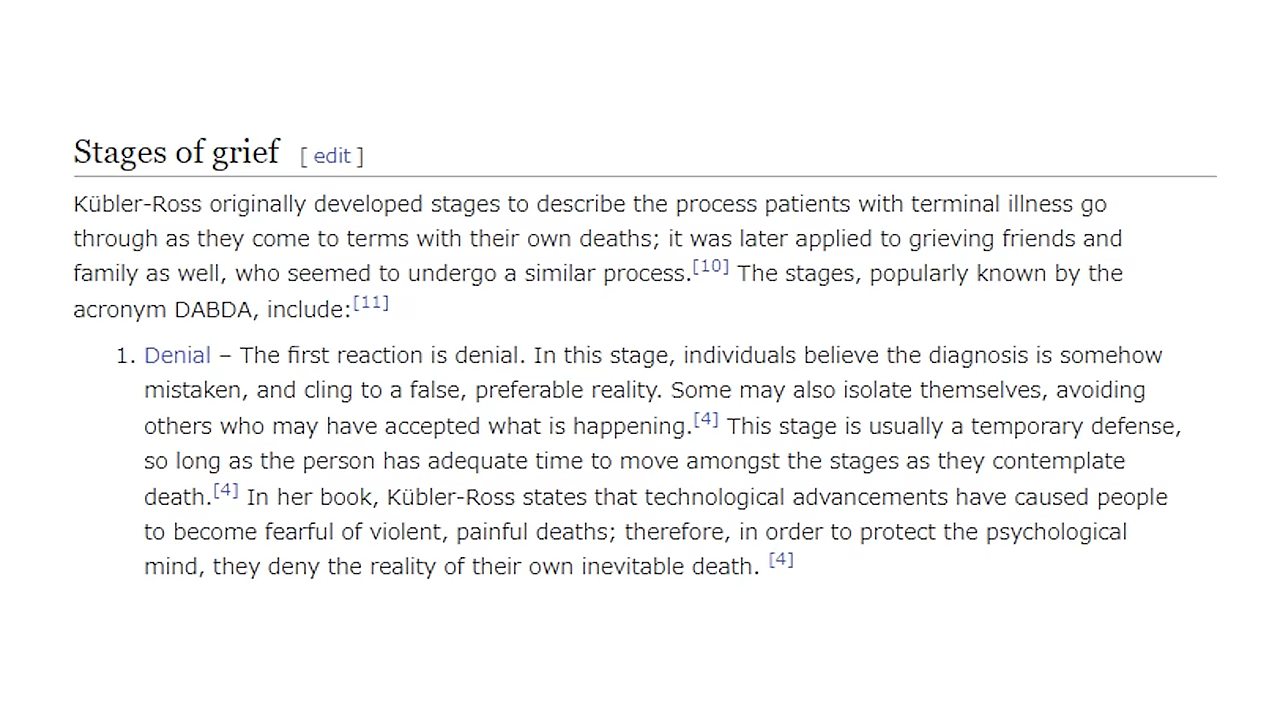 Stages of grief [ edit ]
Kübler-Ross originally developed stages to describe the process patients with terminal illness go
through as they come to terms with their own deaths; it was later applied to grieving friends and
family as well, who seemed to undergo a similar process.[10] The stages, popularly known by the
acronym DABDA, include:[11]
1. Denial – The first reaction is denial. In this stage, individuals believe the diagnosis is somehow
mistaken, and cling to a false, preferable reality. Some may also isolate themselves, avoiding
others who may have accepted what is happening.[4] This stage is usually a temporary defense,
so long as the person has adequate time to move amongst the stages as they contemplate
death.[4] In her book, Kübler-Ross states that technological advancements have caused people
to become fearful of violent, painful deaths; therefore, in order to protect the psychological
mind, they deny the reality of their own inevitable death. [4]